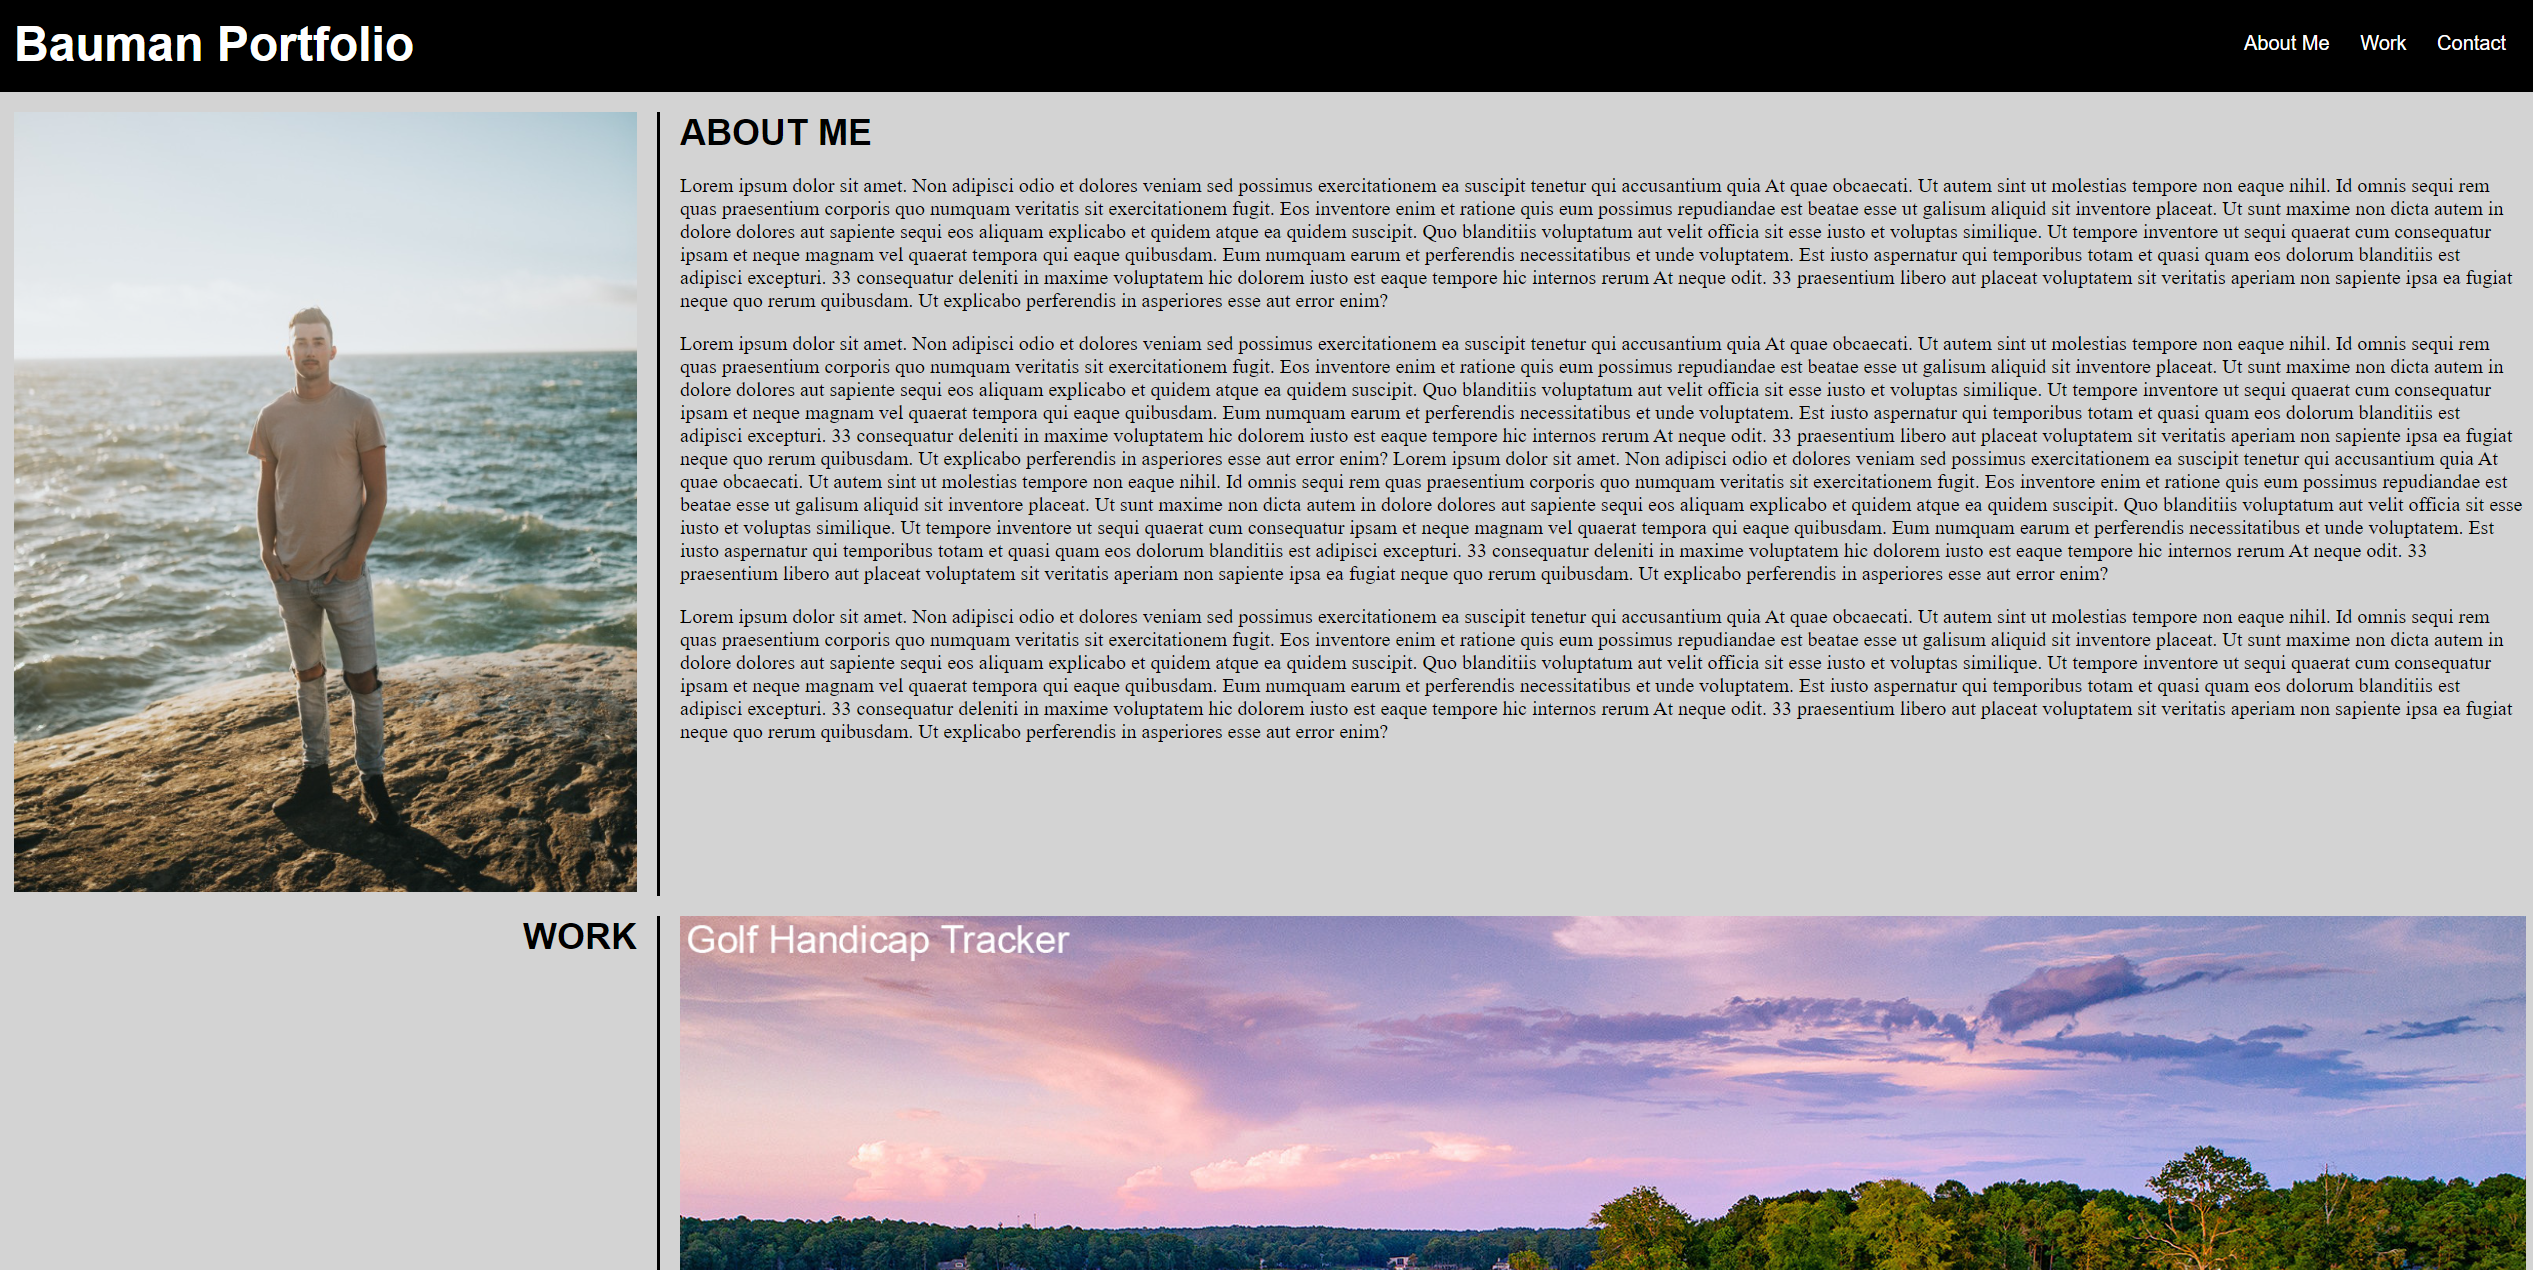 Bauman Portfolio
About Me Work Contact
ABOUT ME
Lorem ipsum dolor sit amet. Non adipisci odio et dolores veniam sed possimus exercitationem ea suscipit tenetur qui accusantium quia At quae obcaecati. Ut autem sint ut molestias tempore non eaque nihil. Id omnis sequi rem
quas praesentium corporis quo numquam veritatis sit exercitationem fugit. Eos inventore enim et ratione quis eum possimus repudiandae est beatae esse ut galisum aliquid sit inventore placeat. Ut sunt maxime non dicta autem in
dolore dolores aut sapiente sequi eos aliquam explicabo et quidem atque ea quidem suscipit. Quo blanditiis voluptatum aut velit officia sit esse iusto et voluptas similique. Ut tempore inventore ut sequi quaerat cum consequatur
ipsam et neque magnam vel quaerat tempora qui eaque quibusdam. Eum numquam earum et perferendis necessitatibus et unde voluptatem. Est iusto aspernatur qui temporibus totam et quasi quam eos dolorum blanditiis est
adipisci excepturi. 33 consequatur deleniti in maxime voluptatem hic dolorem iusto est eaque tempore hic internos rerum At neque odit. 33 praesentium libero aut placeat voluptatem sit veritatis aperiam non sapiente ipsa ea fugiat
neque quo rerum quibusdam. Ut explicabo perferendis in asperiores esse aut error enim?
Lorem ipsum dolor sit amet. Non adipisci odio et dolores veniam sed possimus exercitationem ea suscipit tenetur qui accusantium quia At quae obcaecati. Ut autem sint ut molestias tempore non eaque nihil. Id omnis sequi rem
quas praesentium corporis quo numquam veritatis sit exercitationem fugit. Eos inventore enim et ratione quis eum possimus repudiandae est beatae esse ut galisum aliquid sit inventore placeat. Ut sunt maxime non dicta autem in
dolore dolores aut sapiente sequi eos aliquam explicabo et quidem atque ea quidem suscipit. Quo blanditiis voluptatum aut velit officia sit esse iusto et voluptas similique. Ut tempore inventore ut sequi quaerat cum consequatur
ipsam et neque magnam vel quaerat tempora qui eaque quibusdam. Eum numquam earum et perferendis necessitatibus et unde voluptatem. Est iusto aspernatur qui temporibus totam et quasi quam eos dolorum blanditiis est
adipisci excepturi. 33 consequatur deleniti in maxime voluptatem hic dolorem iusto est eaque tempore hic internos rerum At neque odit. 33 praesentium libero aut placeat voluptatem sit veritatis aperiam non sapiente ipsa ea fugiat
neque quo rerum quibusdam. Ut explicabo perferendis in asperiores esse aut error enim? Lorem ipsum dolor sit amet. Non adipisci odio et dolores veniam sed possimus exercitationem ea suscipit tenetur qui accusantium quia At
quae obcaecati. Ut autem sint ut molestias tempore non eaque nihil. Id omnis sequi rem quas praesentium corporis quo numquam veritatis sit exercitationem fugit. Eos inventore enim et ratione quis eum possimus repudiandae est
beatae esse ut galisum aliquid sit inventore placeat. Ut sunt maxime non dicta autem in dolore dolores aut sapiente sequi eos aliquam explicabo et quidem atque ea quidem suscipit. Quo blanditiis voluptatum aut velit officia sit esse
iusto et voluptas similique. Ut tempore inventore ut sequi quaerat cum consequatur ipsam et neque magnam vel quaerat tempora qui eaque quibusdam. Eum numquam earum et perferendis necessitatibus et unde voluptatem. Est
iusto aspernatur qui temporibus totam et quasi quam eos dolorum blanditiis est adipisci excepturi. 33 consequatur deleniti in maxime voluptatem hic dolorem iusto est eaque tempore hic internos rerum At neque odit. 33
praesentium libero aut placeat voluptatem sit veritatis aperiam non sapiente ipsa ea fugiat neque quo rerum quibusdam. Ut explicabo perferendis in asperiores esse aut error enim?
Lorem ipsum dolor sit amet. Non adipisci odio et dolores veniam sed possimus exercitationem ea suscipit tenetur qui accusantium quia At quae obcaecati. Ut autem sint ut molestias tempore non eaque nihil. Id omnis sequi rem
quas praesentium corporis quo numquam veritatis sit exercitationem fugit. Eos inventore enim et ratione quis eum possimus repudiandae est beatae esse ut galisum aliquid sit inventore placeat. Ut sunt maxime non dicta autem in
dolore dolores aut sapiente sequi eos aliquam explicabo et quidem atque ea quidem suscipit. Quo blanditiis voluptatum aut velit officia sit esse iusto et voluptas similique. Ut tempore inventore ut sequi quaerat cum consequatur
ipsam et neque magnam vel quaerat tempora qui eaque quibusdam. Eum numquam earum et perferendis necessitatibus et unde voluptatem. Est iusto aspernatur qui temporibus totam et quasi quam eos dolorum blanditiis est
adipisci excepturi. 33 consequatur deleniti in maxime voluptatem hic dolorem iusto est eaque tempore hic internos rerum At neque odit. 33 praesentium libero aut placeat voluptatem sit veritatis aperiam non sapiente ipsa ea fugiat
neque quo rerum quibusdam. Ut explicabo perferendis in asperiores esse aut error enim?
WORK
Golf Handicap Tracker